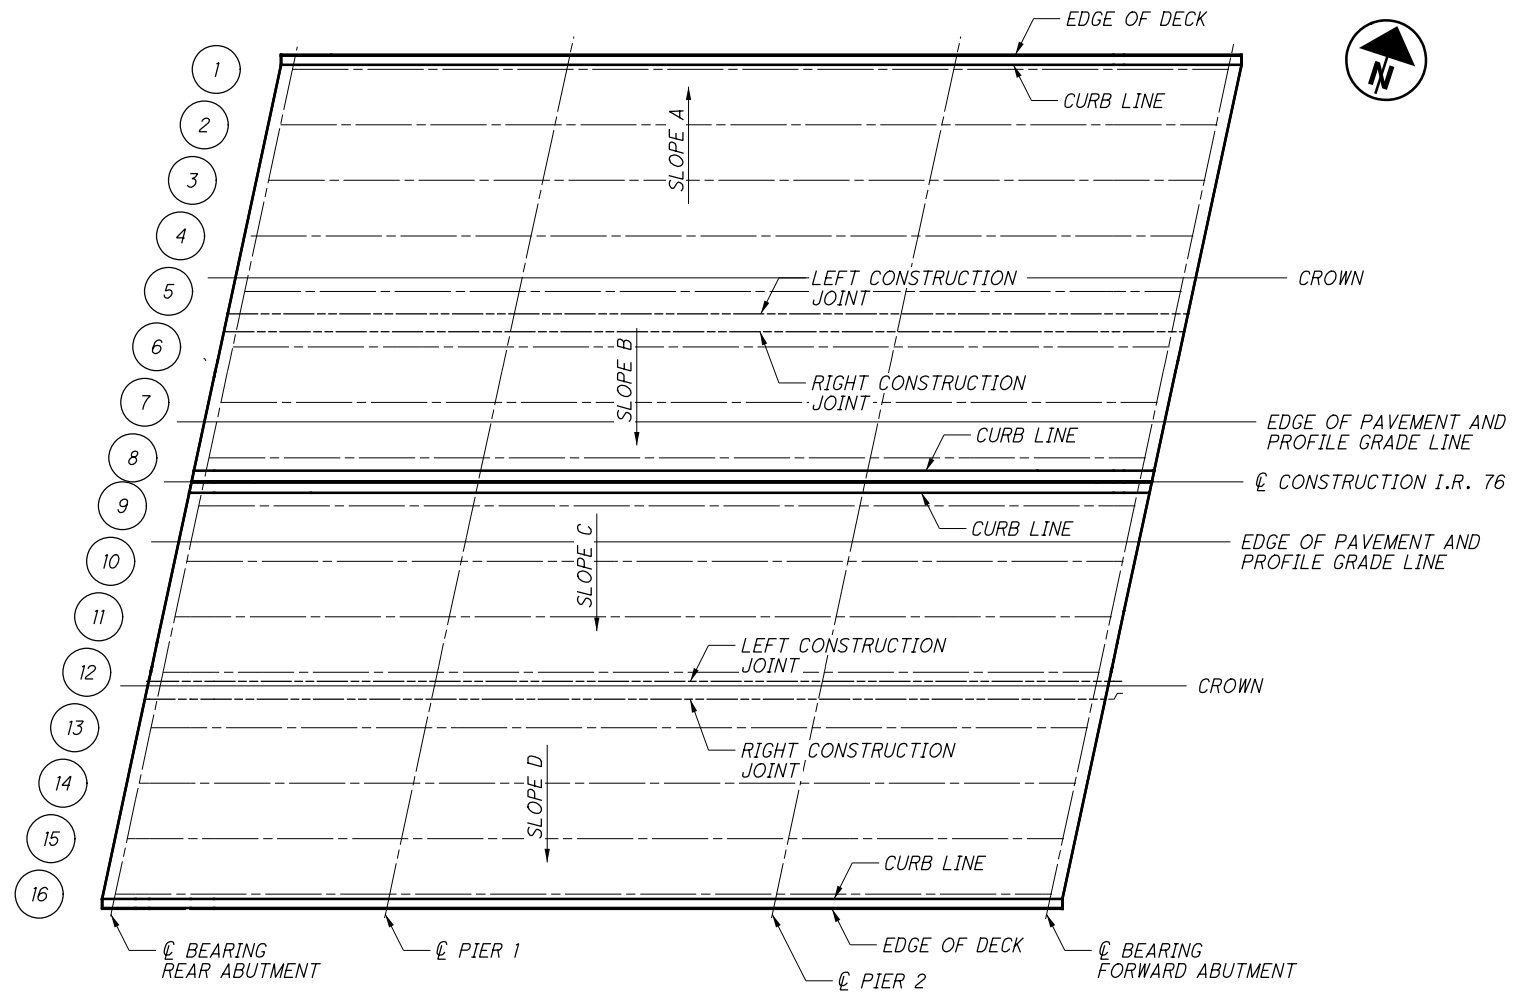 EDGE OF DECK
1
N
CURB LINE
2
SLOPE A
3
4
LEFT CONSTRUCTION
JOINT
CROWN
5
6
SLOPE B
RIGHT CONSTRUCTION
JOINT
7
EDGE OF PAVEMENT AND
PROFILE GRADE LINE
CURB LINE
8
℄ CONSTRUCTION I.R. 76
9
CURB LINE
EDGE OF PAVEMENT AND
PROFILE GRADE LINE
10
SLOPE C
11
LEFT CONSTRUCTION
JOINT
12
CROWN
13
RIGHT CONSTRUCTION
JOINT
14
SLOPE D
15
CURB LINE
16
℄ BEARING
REAR ABUTMENT
℄ PIER 1
EDGE OF DECK
℄ PIER 2
℄ BEARING
FORWARD ABUTMENT